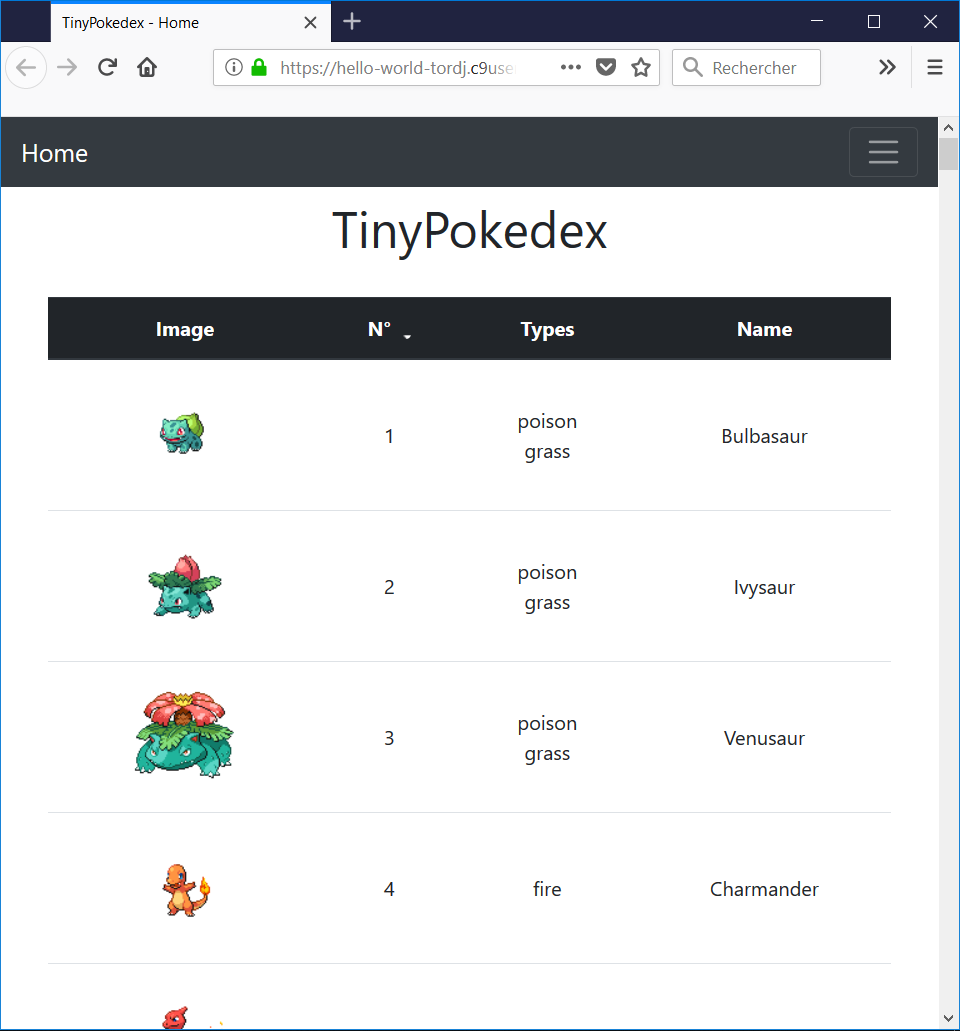 TinyPokedex - Home
https://hello-world-tordj.c9use
Rechercher
Home
TinyPokedex
Image N° Types Name
1 poison grass Bulbasaur
2 poison grass Ivysaur
3 poison grass Venusaur
4 fire Charmander